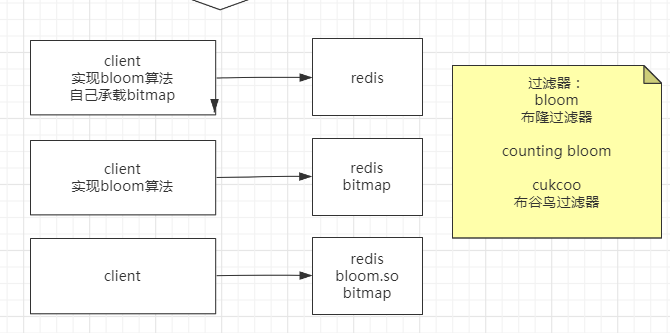 client
实现bloom算法
自己承载bitmap
redis
client
实现bloom算法
redis
bitmap
client
redis
bloom.so
bitmap
过滤器：
bloom
布隆过滤器
counting bloom
cukcoo
布谷鸟过滤器